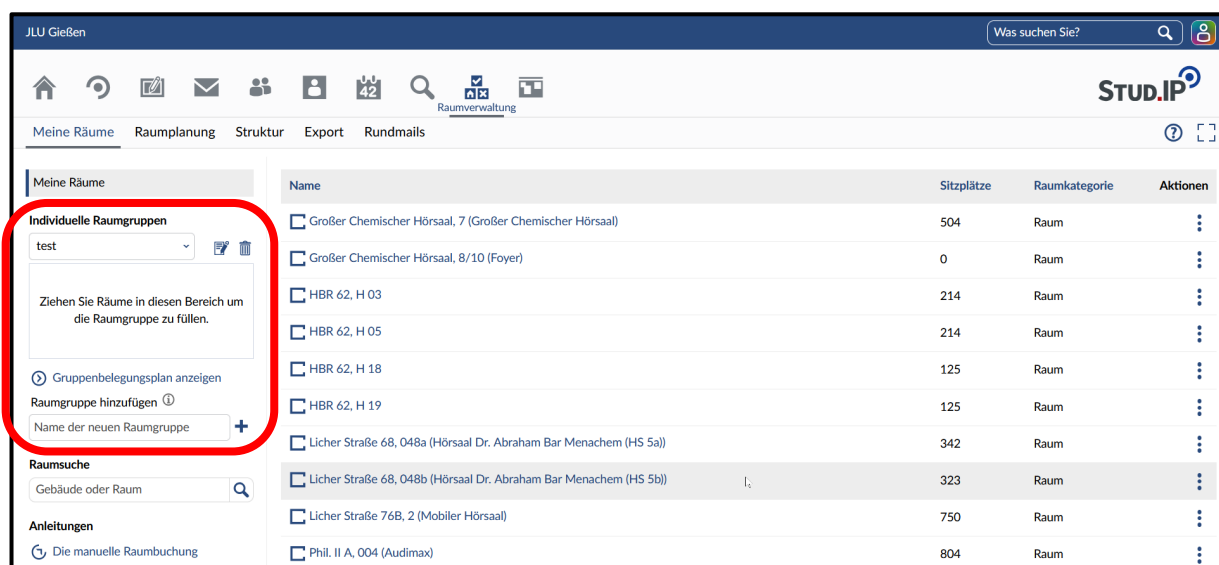 JLU Gießen
Was suchen Sie?
42
Raumverwaltung
STUD.IP
Meine Räume Raumplanung Struktur Export Rundmails
Meine Räume
Individuelle Raumgruppen
test
Ziehen Sie Räume in diesen Bereich um
die Raumgruppe zu füllen.
Gruppenbelegungsplan anzeigen
Raumgruppe hinzufügen
Name der neuen Raumgruppe
Raumsuche
Gebäude oder Raum
Anleitungen
Die manuelle Raumbuchung
Name Sitzplätze Raumkategorie Aktionen
Großer Chemischer Hörsaal, 7 (Großer Chemischer Hörsaal) 504 Raum
Großer Chemischer Hörsaal, 8/10 (Foyer) 0 Raum
HBR 62, H 03 214 Raum
HBR 62, H 05 214 Raum
HBR 62, H 18 125 Raum
HBR 62, H 19 125 Raum
Licher Straße 68, 048a (Hörsaal Dr. Abraham Bar Menachem (HS 5a)) 342 Raum
Licher Straße 68, 048b (Hörsaal Dr. Abraham Bar Menachem (HS 5b)) 323 Raum
Licher Straße 76B, 2 (Mobiler Hörsaal) 750 Raum
Phil. II A, 004 (Audimax) 804 Raum